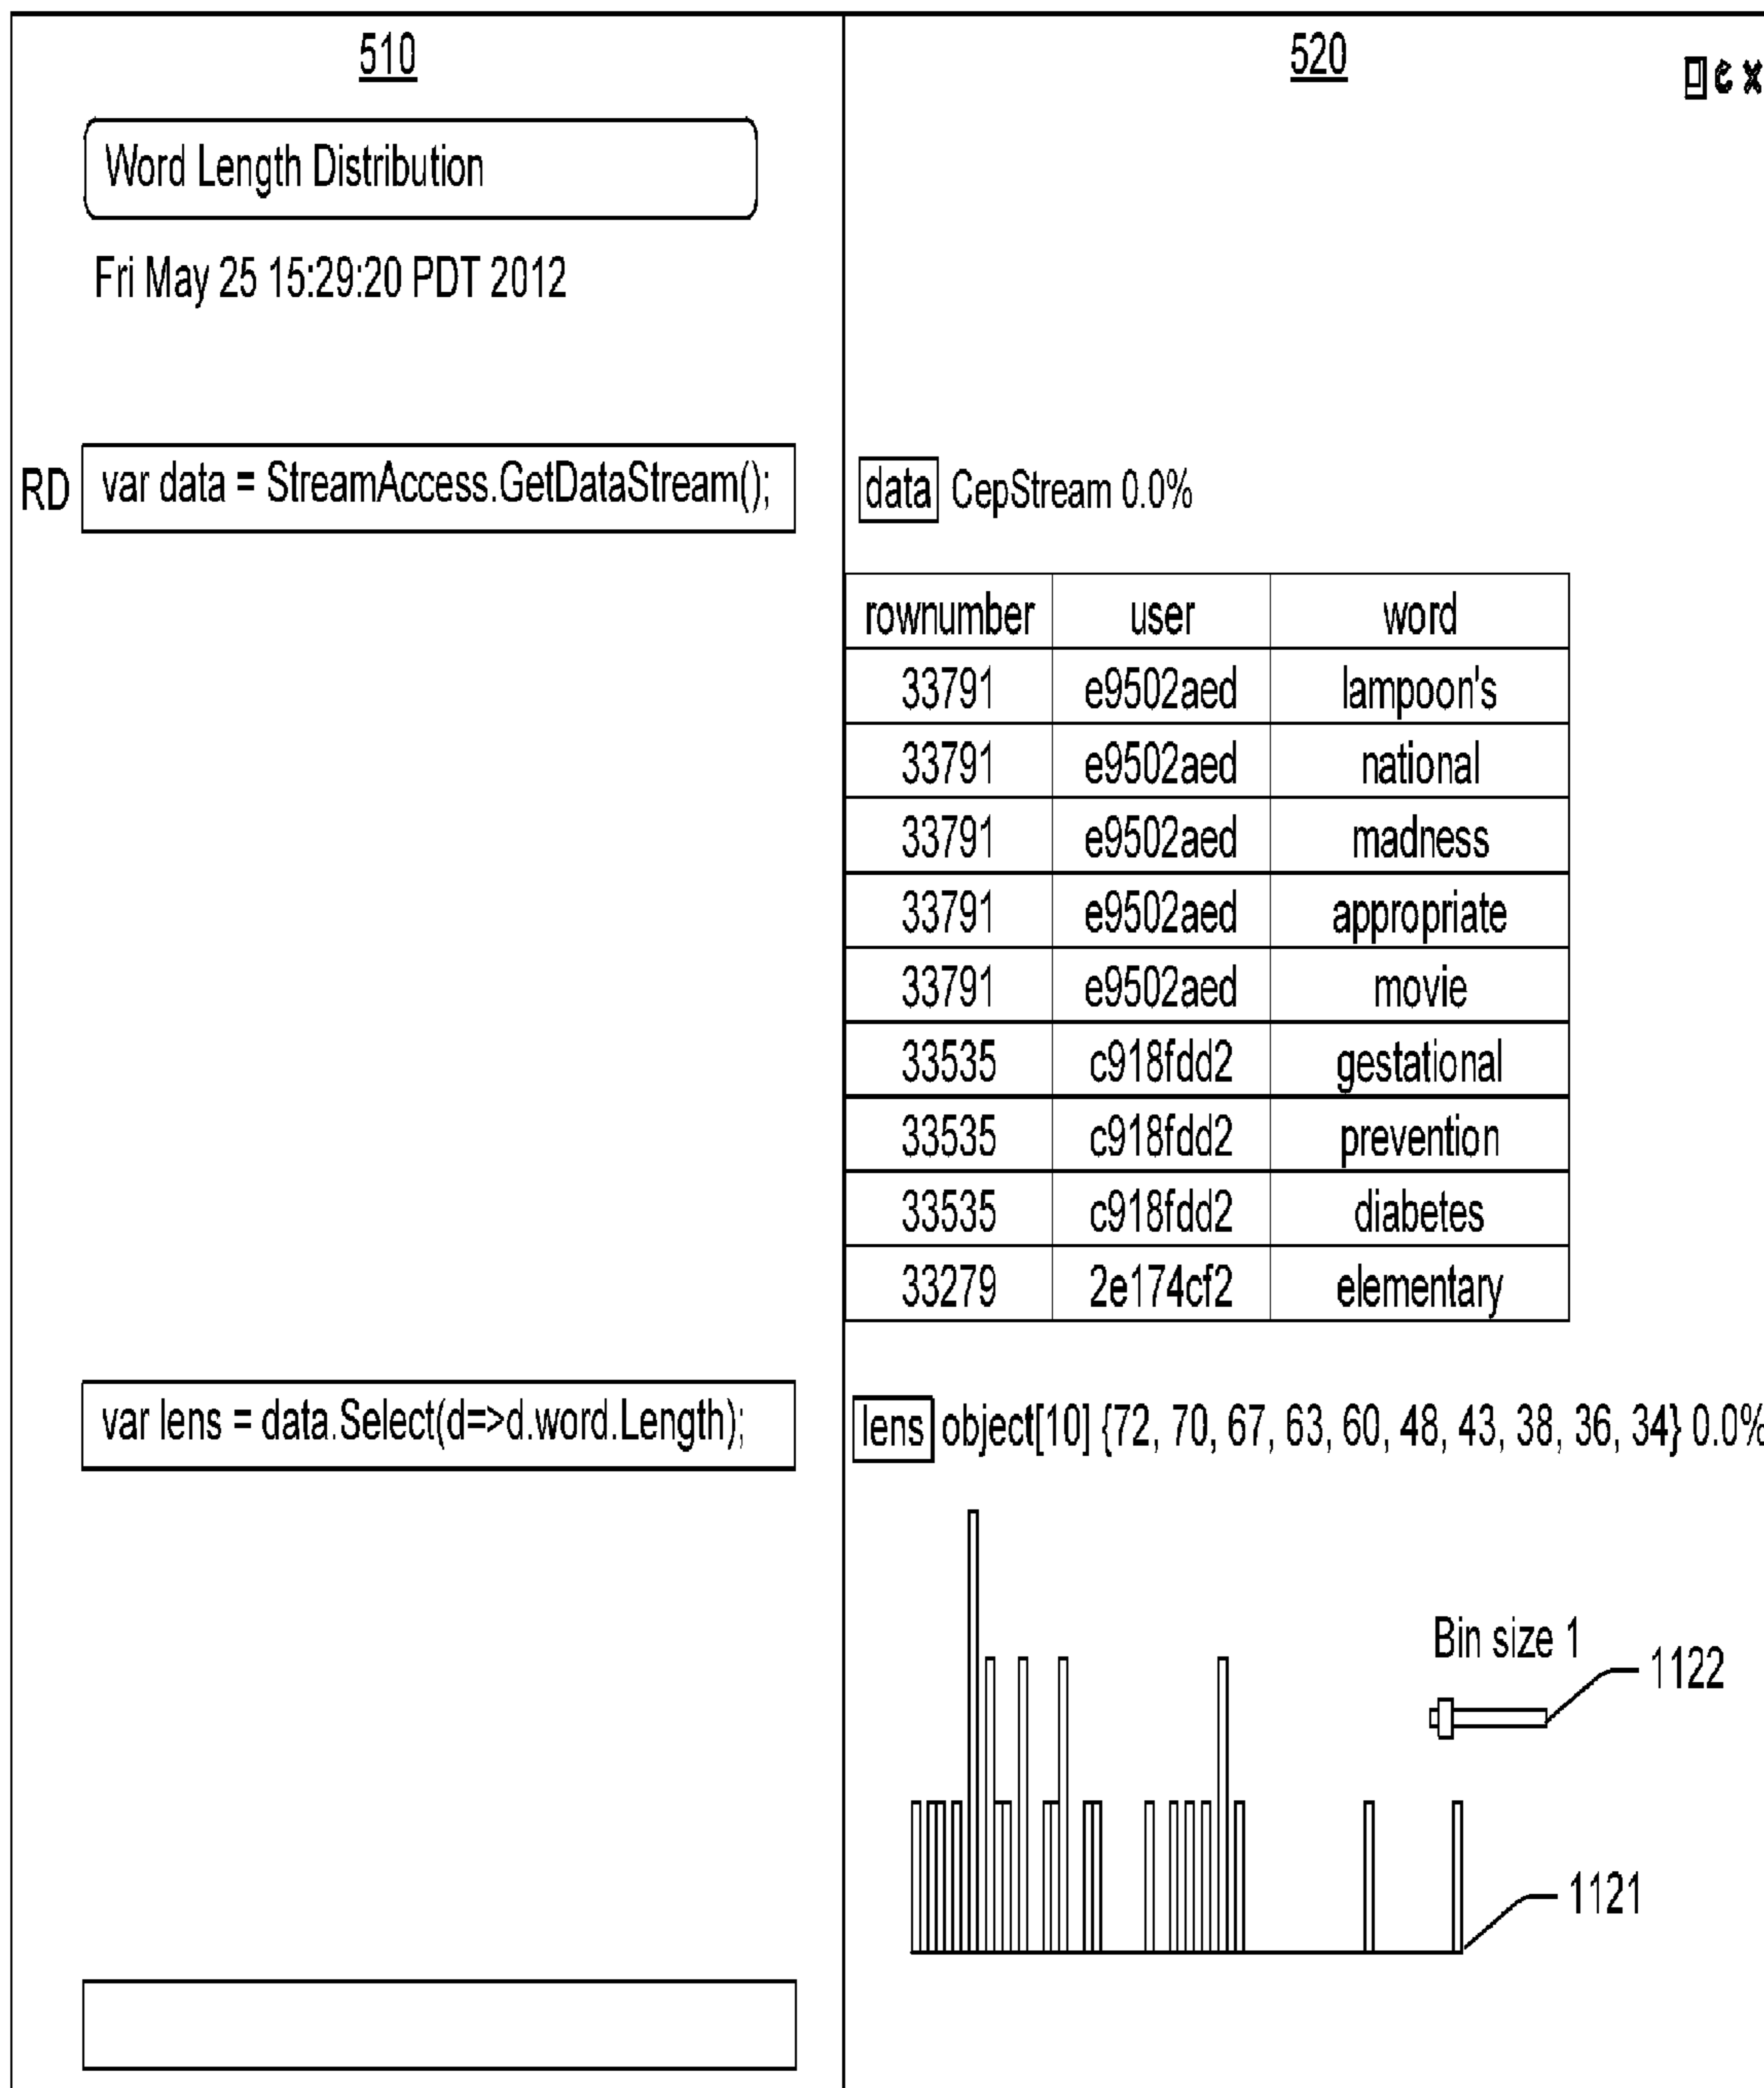 510
520
Word Length Distribution
Fri May 25 15:29:20 PDT 2012
RD var data = StreamAccess.GetDataStream();
data CepStream 0.0%
rownumber user word
33791 e9502aed lampoon's
33791 e9502aed national
33791 e9502aed madness
33791 e9502aed appropriate
33791 e9502aed movie
33535 c918fdd2 gestational
33535 c918fdd2 prevention
33535 c918fdd2 diabetes
33279 2e174cf2 elementary
var lens = data.Select(d=>d.word.Length);
lens object[10] {72, 70, 67, 63, 60, 48, 43, 38, 36, 34} 0.0%
Bin size 1
1122
1121